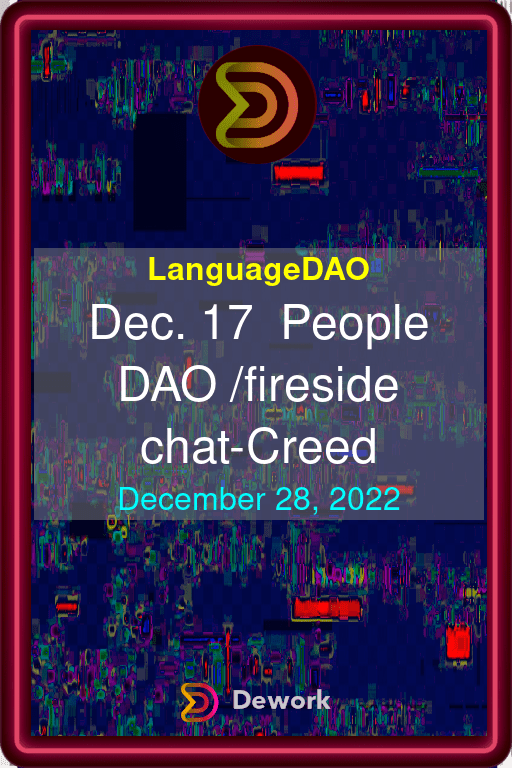 LanguageDAO
Dec. 17  People
DAO /fireside
chat-Creed
December 28, 2022
Dework